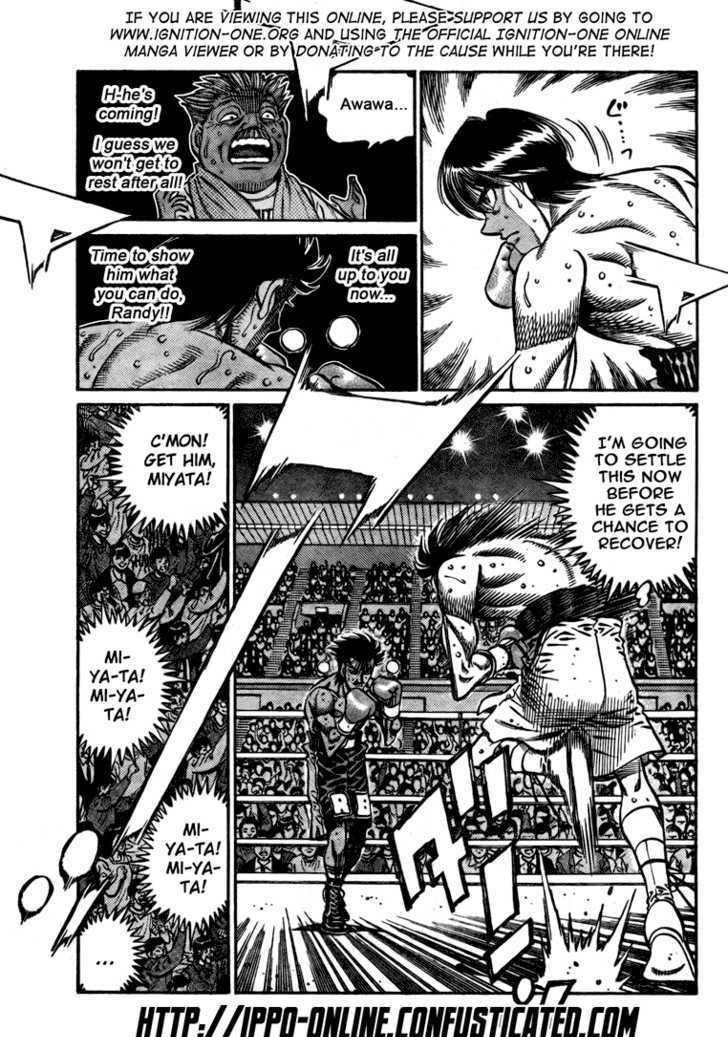 IF YOU ARE VIEWING THIS ONLINE, PLEASE SUPPORT US BY GOING TO
WWW.IGNITION-ONE.ORG AND USING THE OFFICIAL IGNITION-ONE ONLINE
MANGA VIEWER OR BY DONATING TO THE CAUSE WHILE YOU'RE THERE!
Awawa...
H-he's
coming!
I guess we
won't get to
rest after all!
It's all
up to you
now...
Time to show
him what
you can do,
Randy!!
I'M GOING
TO SETTLE
THIS NOW
BEFORE
HE GETS A
CHANCE TO
RECOVER!
ダダ!
R
C'MON!
GET HIM,
MIYATA!
MI-
YA-TA!
MI-YA-
TA!
MI-
YA-TA!
MI-YA-
TA!
...
HTTP://IPPO-ONLINE.CONFUSTICATED.COM